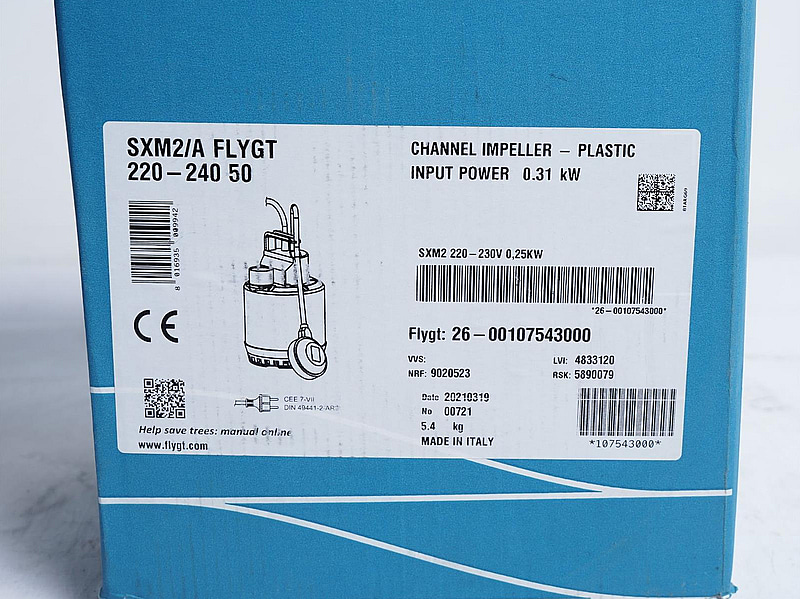 SXM2/A FLYGT
220-240 50
8 016935 009942
CE
CEE 7-VII
DIN 49441-2-AR2
Help save trees: manual online
www.flygt.com
CHANNEL IMPELLER - PLASTIC
INPUT POWER 0.31 kW
SXM2 220-230V 0,25KW
*26-00107543000*
Flygt: 26-00107543000
VVS:
LVI: 4833120
NRF: 9020523
RSK: 5890079
Date 20210319
No 00721
5.4 kg
MADE IN ITALY
*107543000*